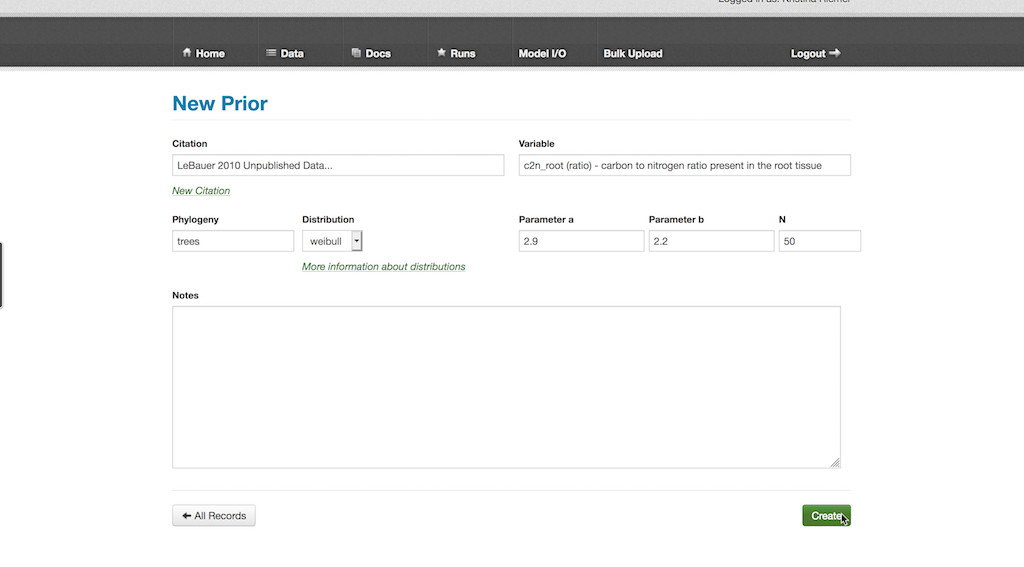 Logged in as: Kristina Riemer
Home Data Docs Runs Model I/O Bulk Upload Logout
New Prior
Citation Variable
LeBauer 2010 Unpublished Data... c2n_root (ratio) - carbon to nitrogen ratio present in the root tissue
New Citation
Phylogeny Distribution Parameter a Parameter b N
trees weibull 2.9 2.2 50
More information about distributions
Notes
All Records Create